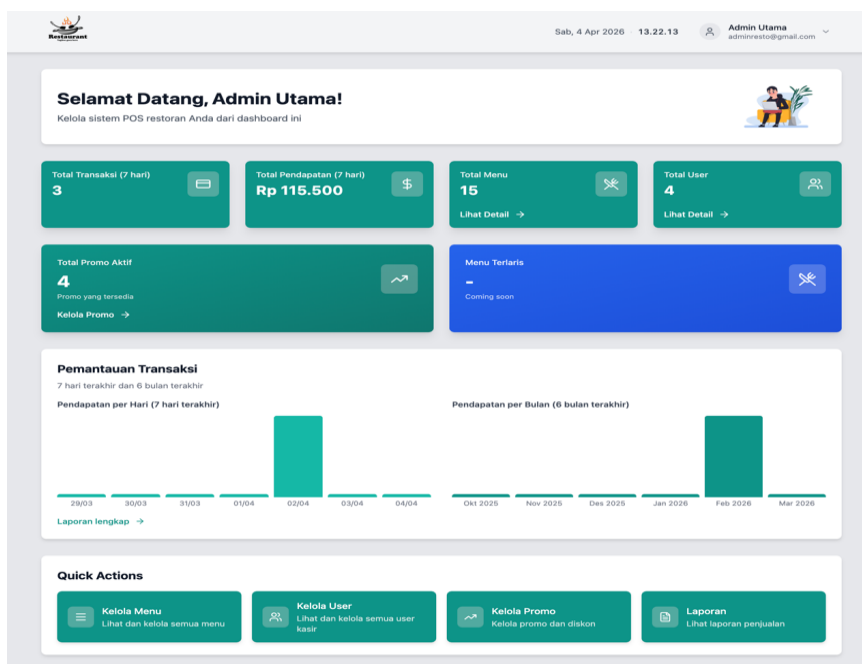 Restaurant
Sab, 4 Apr 2026
13.22.13
Admin Utama
adminresto@gmail.com
Selamat Datang, Admin Utama!
Kelola sistem POS restoran Anda dari dashboard ini
Total Transaksi (7 hari)
3
Total Pendapatan (7 hari)
Rp 115.500
$
Total Menu
15
Lihat Detail →
Total User
4
Lihat Detail →
Total Promo Aktif
4
Promo yang tersedia
Kelola Promo →
Menu Terlaris
-
Coming soon
Pemantauan Transaksi
7 hari terakhir dan 6 bulan terakhir
Pendapatan per Hari (7 hari terakhir)
29/03 30/03 31/03 01/04 02/04 03/04 04/04
Laporan lengkap →
Pendapatan per Bulan (6 bulan terakhir)
Okt 2025 Nov 2025 Des 2025 Jan 2026 Feb 2026 Mar 2026
Quick Actions
Kelola Menu
Lihat dan kelola semua menu
Kelola User
Lihat dan kelola semua user
kasir
Kelola Promo
Kelola promo dan diskon
Laporan
Lihat laporan penjualan